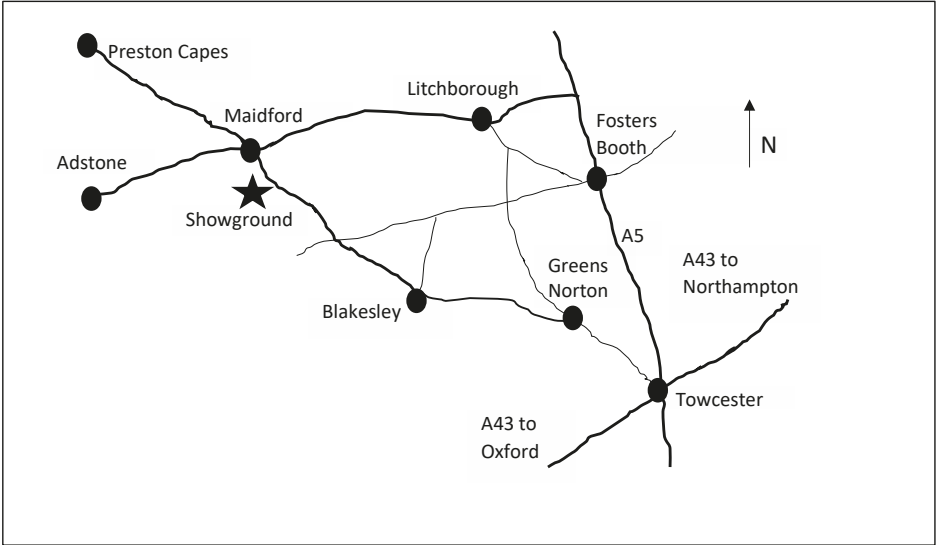 Preston Capes
Litchborough
Maidford
Fosters
Booth
Adstone
N
Showground
A5
Greens
Norton
A43 to
Northampton
Blakesley
Towcester
A43 to
Oxford